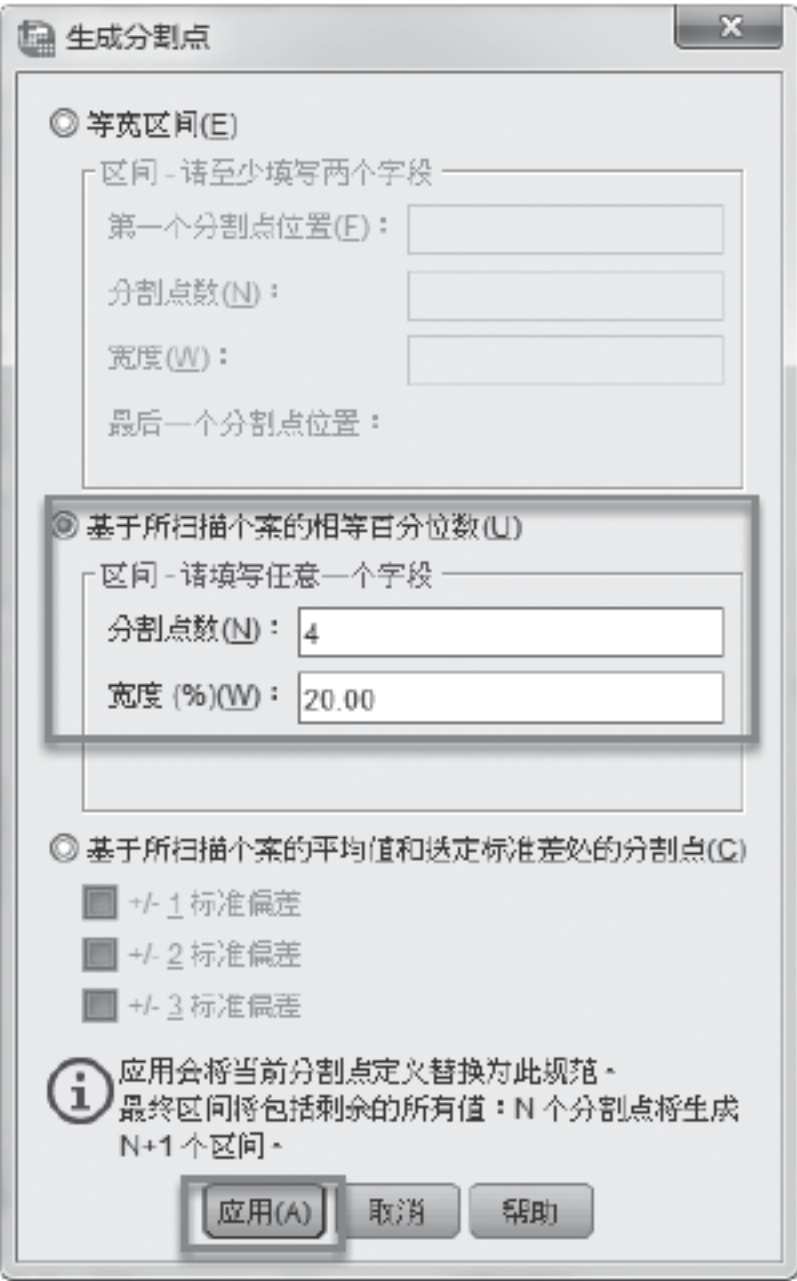 生成分割点
等宽区间(E)
区间 - 请至少填写两个字段
第一个分割点位置(F)：
分割点数(N)：
宽度(W)：
最后一个分割点位置：
基于所扫描个案的相等百分位数(U)
区间 - 请填写任意一个字段
分割点数(N)： 4
宽度 (%)(W)： 20.00
基于所扫描个案的平均值和选定标准差处的分割点(C)
+/- 1 标准偏差
+/- 2 标准偏差
+/- 3 标准偏差
应用会将当前分割点定义替换为此规范。
最终区间将包括剩余的所有值：N 个分割点将生成
N+1 个区间。
应用(A) 取消 帮助